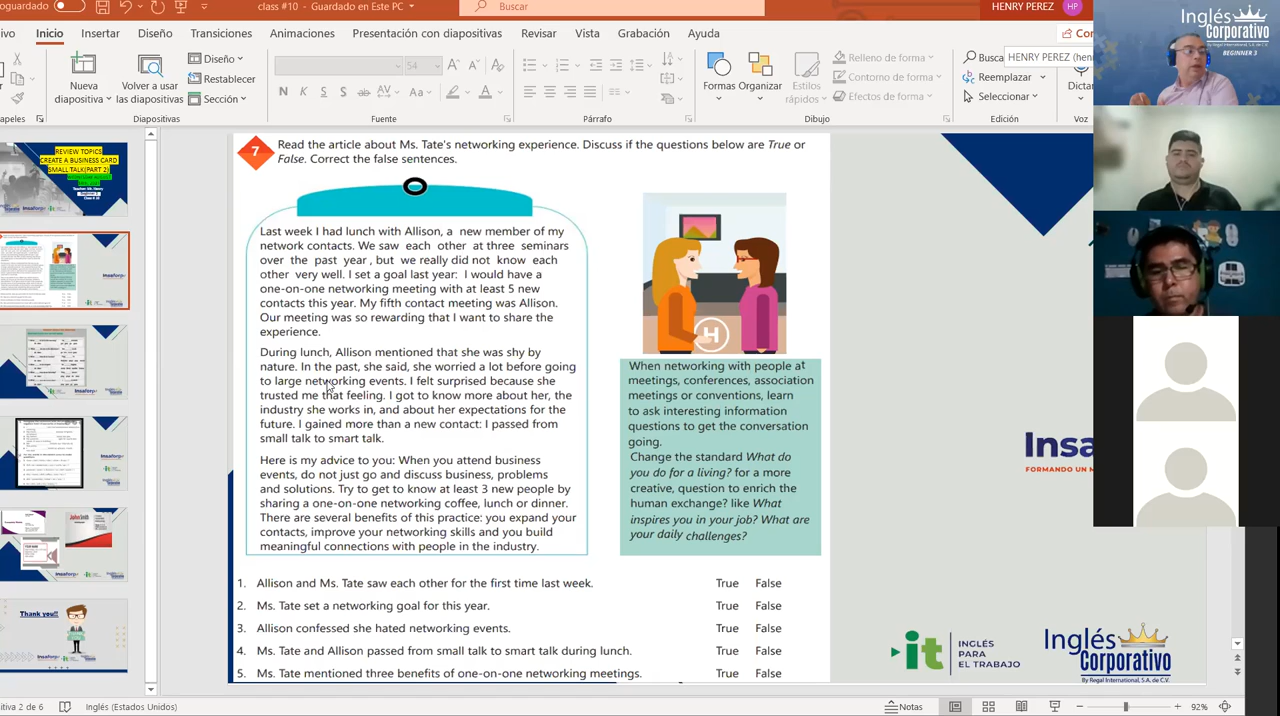 oguardado
class #10 - Guardado en Este PC
Buscar
HENRY PEREZ
HP
ivo
Inicio
Insertar
Diseño
Transiciones
Animaciones
Presentación con diapositivas
Revisar
Vista
Grabación
Ayuda
Nueva
diapositiva
Volver a usar
las diapositivas
Diseño
Restablecer
Sección
54
Formas
Organizar
Estilos
rápidos
Relleno de forma
Contorno de forma
Efectos de forma
Busca
HENRY PEREZ (hen
Reemplazar
Seleccionar
Dictar
apeles
Diapositivas
Fuente
Párrafo
Dibujo
Edición
Voz
Inglés
Corporativo
By Regal International, S.A. de C.V.
BEGINNER 3
REVIEW TOPICS
CREATE A BUSINESS CARD
SMALL TALK(PART 2)
JohnSmith
Thank you!!
7
Read the article about Ms. Tate's networking experience. Discuss if the questions below are True or
False. Correct the false sentences.
Last week I had lunch with Allison, a new member of my
network contacts. We saw each other at three seminars
over the past year , but we really did not know each
other very well. I set a goal last year: I would have a
one-on-one networking meeting with at least 5 new
contacts this year. My fifth contact meeting was Allison.
Our meeting was so rewarding that I want to share the
experience.
During lunch, Allison mentioned that she was shy by
nature. In the past, she said, she worried a lot before going
to large networking events. I felt surprised because she
trusted me that feeling. I got to know more about her, the
industry she works in, and about her expectations for the
future. I gained more than a new contact. I passed from
small talk to smart talk.
Here is my advice to you: When you attend business
events, do not just go and discuss business, problems
and solutions. Try to get to know at least 3 new people by
sharing a one-on-one networking coffee, lunch or dinner.
There are several benefits of this practice: you expand your
contacts, improve your networking skills and you build
meaningful connections with people in the industry.
When networking with people at
meetings, conferences, association
meetings or conventions, learn
to ask interesting information
questions to get the conversation
going.
Change the standard What do
you do for a living? for a more
creative, question to enrich the
human exchange? like What
inspires you in your job? What are
your daily challenges?
1. Allison and Ms. Tate saw each other for the first time last week. True False
2. Ms. Tate set a networking goal for this year. True False
3. Allison confessed she hated networking events. True False
4. Ms. Tate and Allison passed from small talk to smart talk during lunch. True False
5. Ms. Tate mentioned three benefits of one-on-one networking meetings. True False
Insa
FORMANDO UN
it
INGLÉS
PARA
EL TRABAJO
Inglés
Corporativo
By Regal International, S.A. de C.V.
itiva 2 de 6
Inglés (Estados Unidos)
Notas
92%